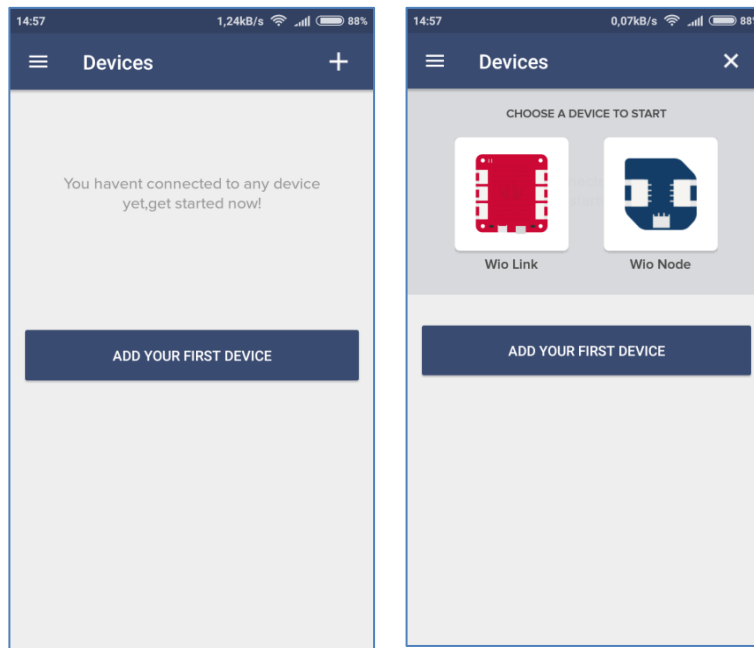 14:57 1,24kB/s 88%
Devices
You havent connected to any device
yet,get started now!
ADD YOUR FIRST DEVICE
14:57 0,07kB/s 88%
Devices
CHOOSE A DEVICE TO START
Wio Link Wio Node
ADD YOUR FIRST DEVICE